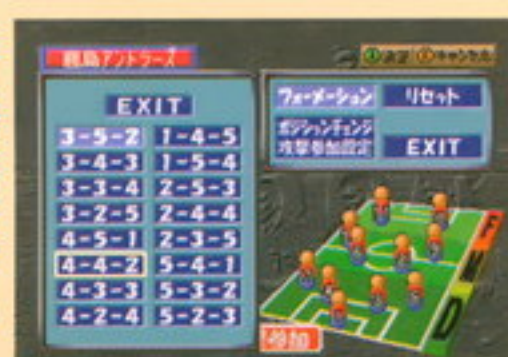 鹿島アントラーズ
決定 キャンセル
EXIT
3-5-2 1-4-5
3-4-3 1-5-4
3-3-4 2-5-3
3-2-5 2-4-4
4-5-1 2-3-5
4-4-2 5-4-1
4-3-3 5-3-2
4-2-4 5-2-3
フォーメーション リセット
ポジションチェンジ
攻撃参加設定 EXIT
F
M
D